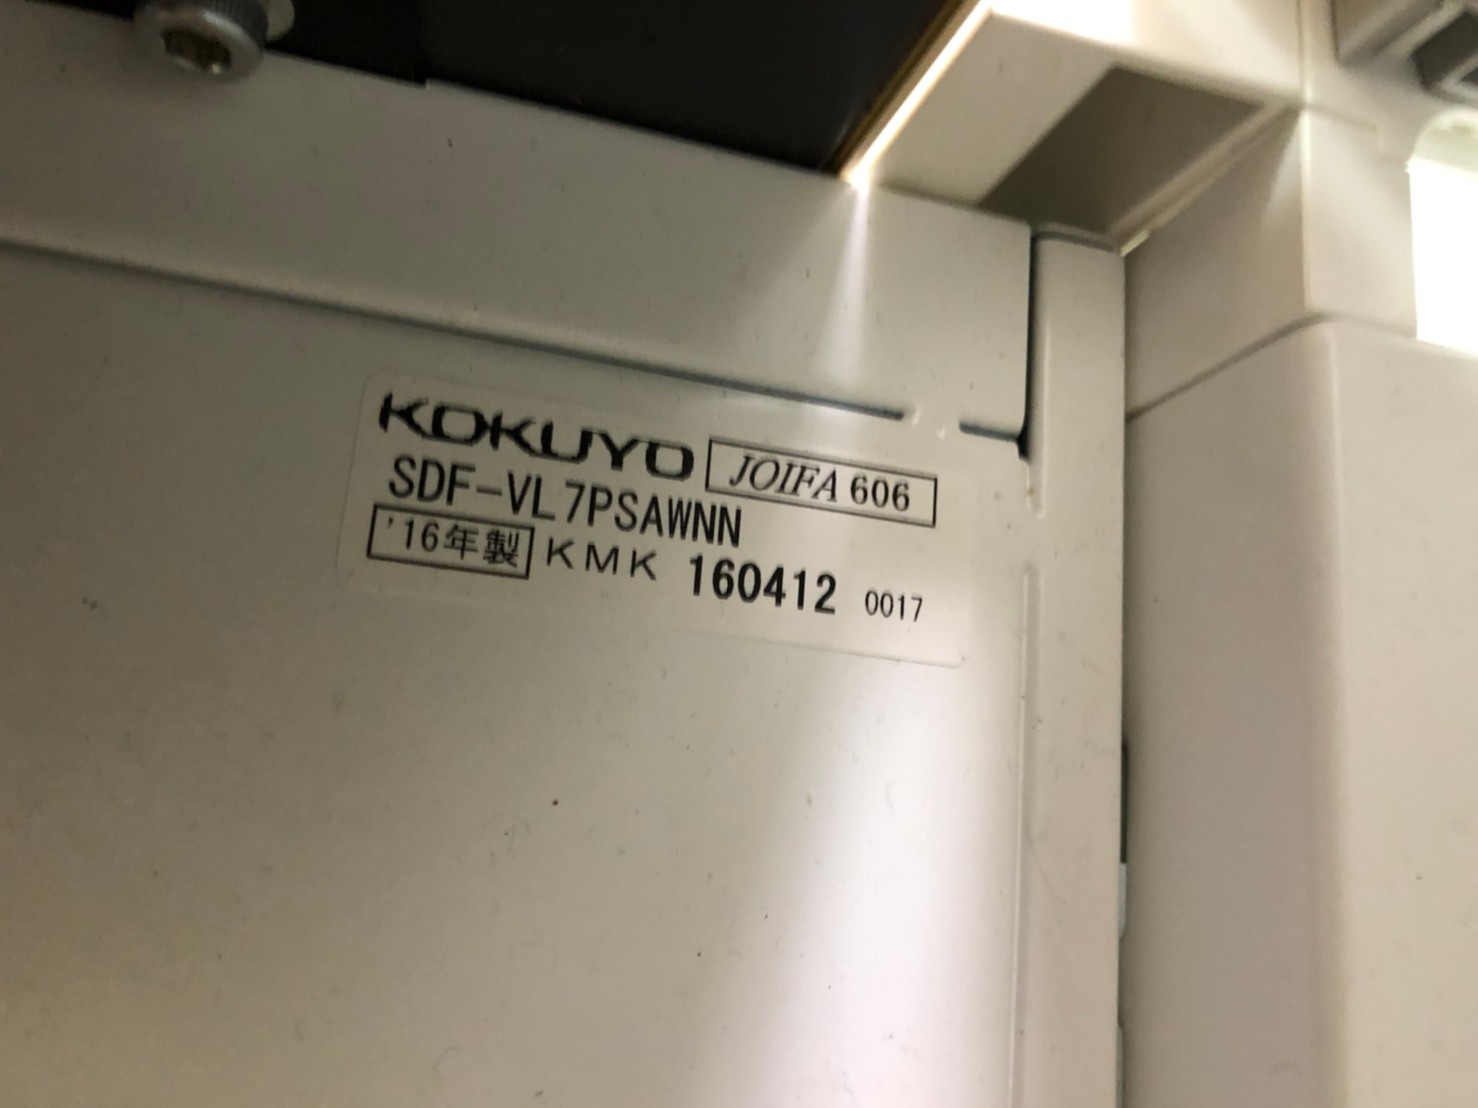 KOKUYO JOIFA 606
SDF-VL7PSAWNN
'16年製 KMK 160412 0017